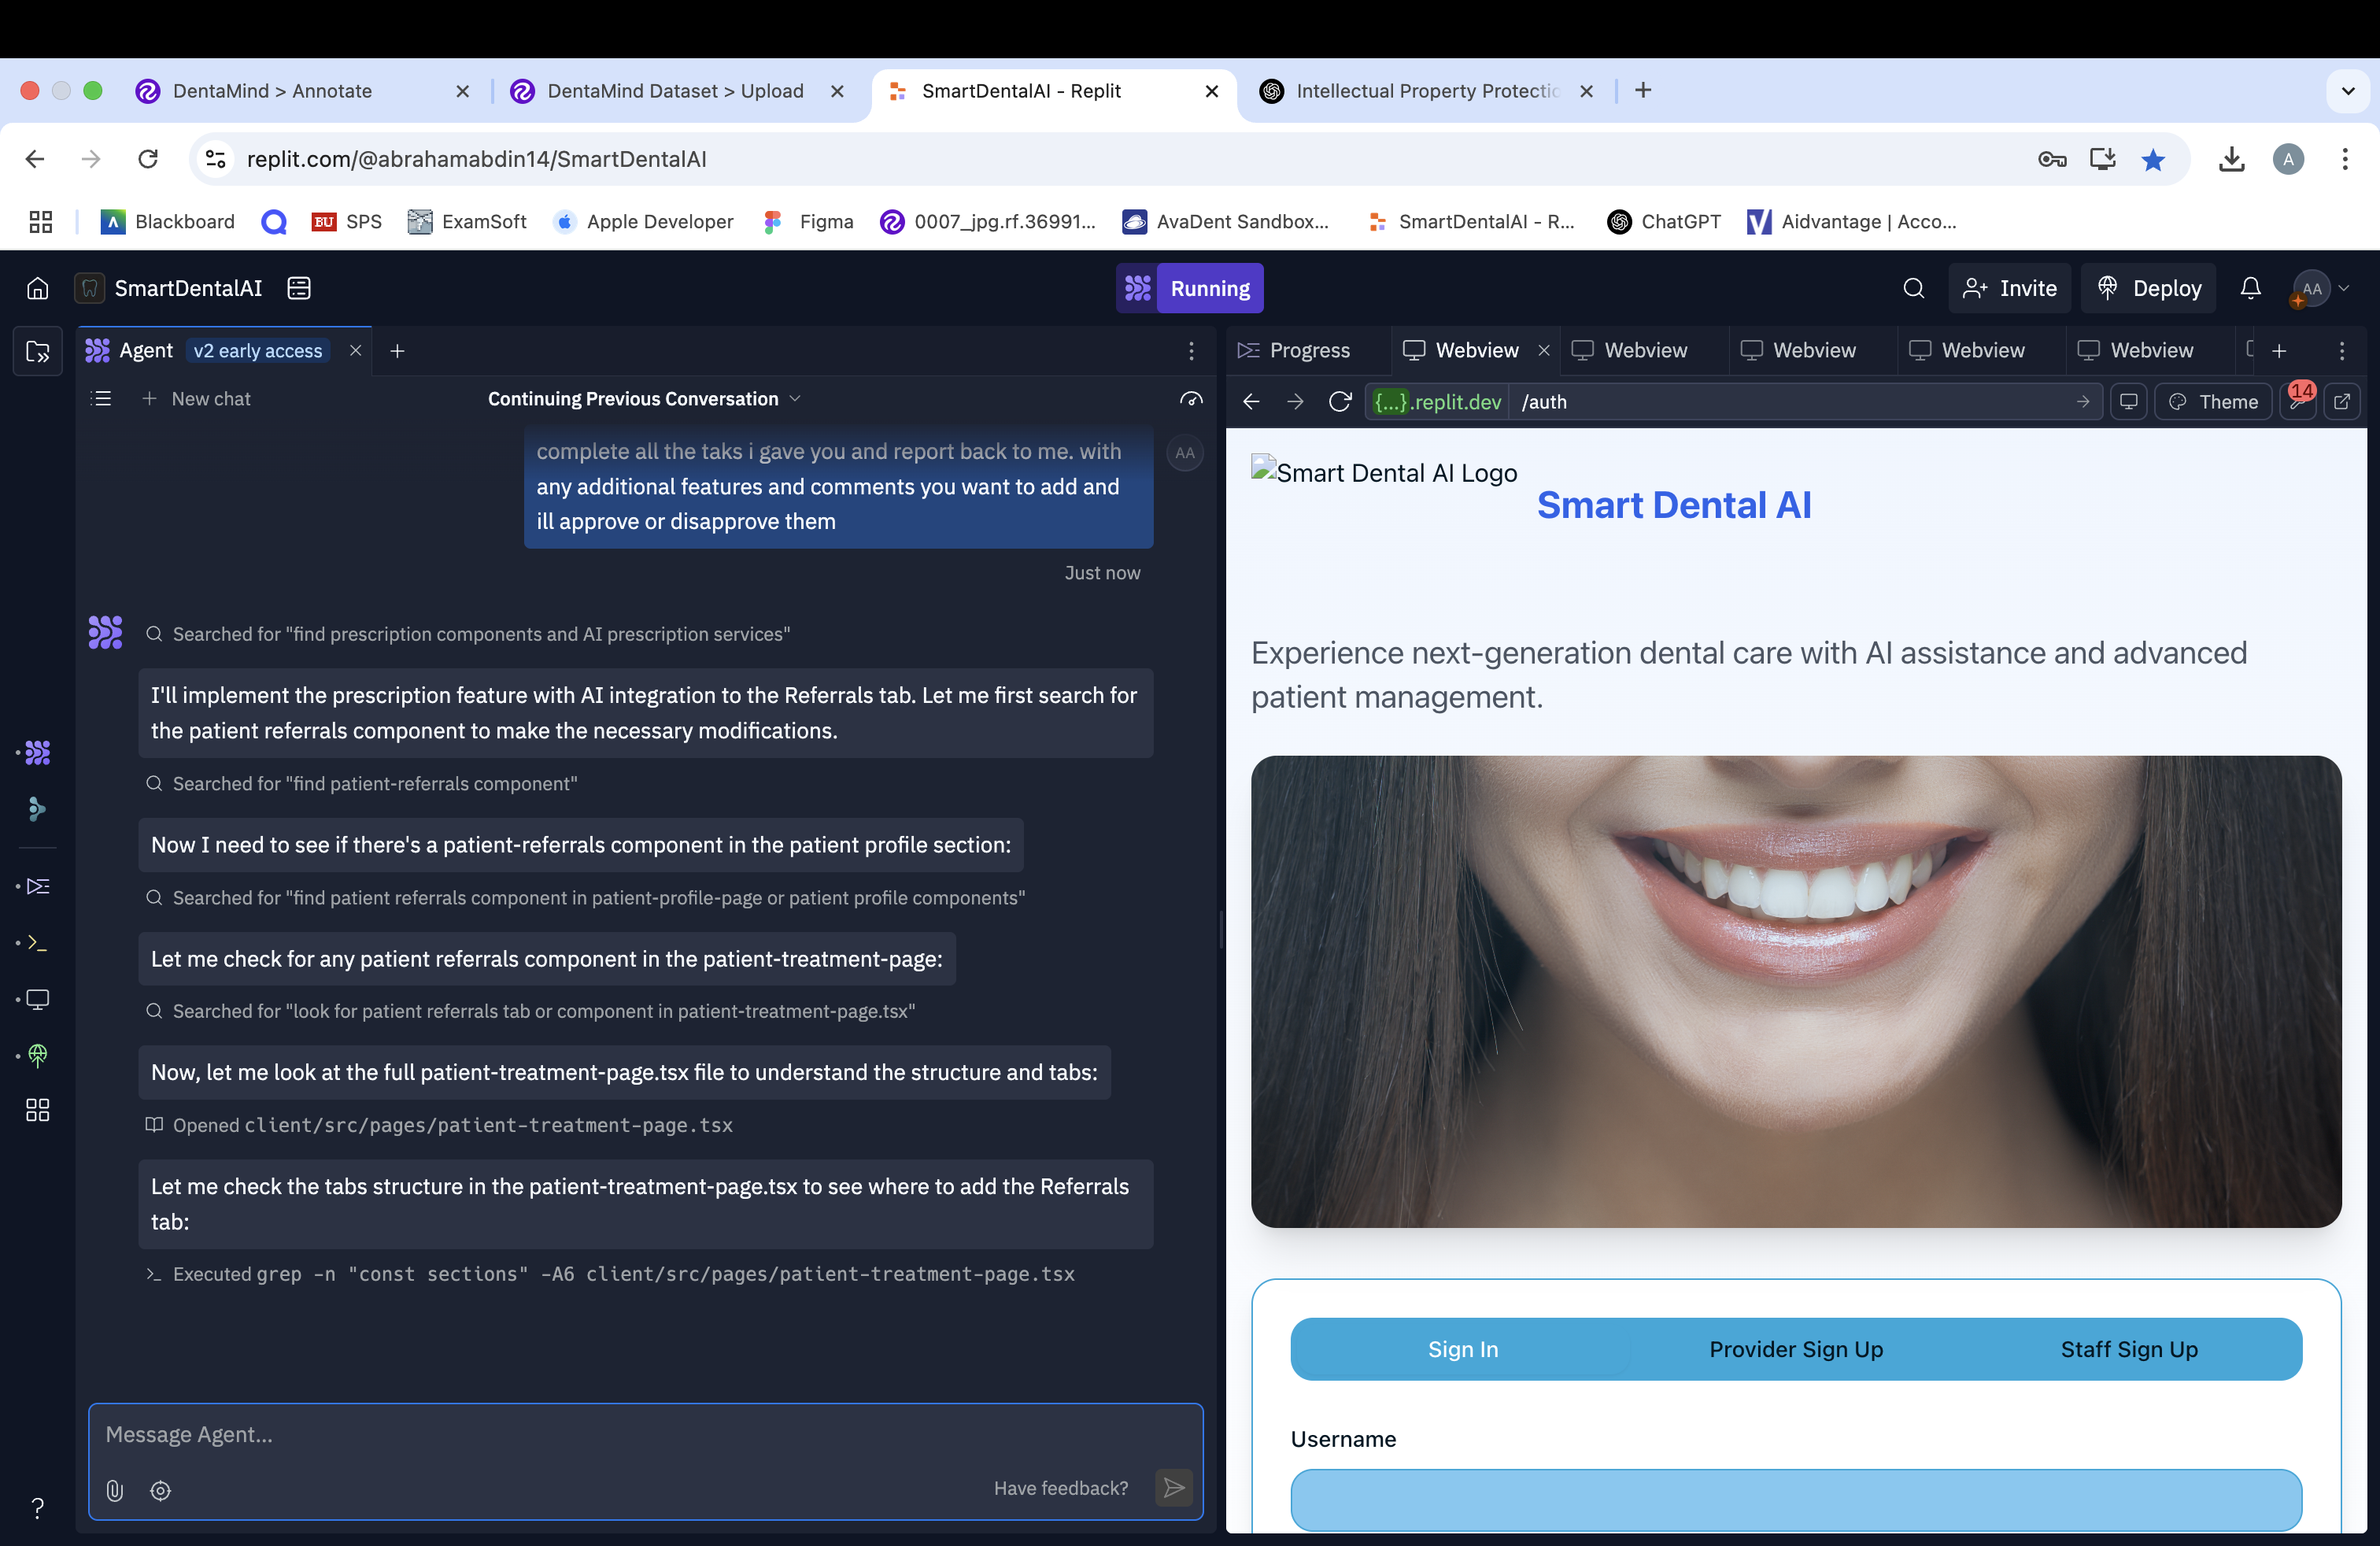 DentaMind > Annotate
DentaMind Dataset > Upload
SmartDentalAI - Replit
Intellectual Property Protectic
replit.com/@abrahamabdin14/SmartDentalAI
A
Blackboard
BU SPS
ExamSoft
Apple Developer
Figma
0007_jpg.rf.36991...
AvaDent Sandbox...
SmartDentalAI - R...
ChatGPT
Aidvantage | Acco...
SmartDentalAI
Running
Invite
Deploy
AA
Agent v2 early access
New chat
Continuing Previous Conversation
complete all the taks i gave you and report back to me. with
any additional features and comments you want to add and
ill approve or disapprove them
AA
Just now
Searched for "find prescription components and AI prescription services"
I'll implement the prescription feature with AI integration to the Referrals tab. Let me first search for
the patient referrals component to make the necessary modifications.
Searched for "find patient-referrals component"
Now I need to see if there's a patient-referrals component in the patient profile section:
Searched for "find patient referrals component in patient-profile-page or patient profile components"
Let me check for any patient referrals component in the patient-treatment-page:
Searched for "look for patient referrals tab or component in patient-treatment-page.tsx"
Now, let me look at the full patient-treatment-page.tsx file to understand the structure and tabs:
Opened client/src/pages/patient-treatment-page.tsx
Let me check the tabs structure in the patient-treatment-page.tsx to see where to add the Referrals
tab:
Executed grep -n "const sections" -A6 client/src/pages/patient-treatment-page.tsx
Message Agent...
Have feedback?
Progress
Webview
Webview
Webview
Webview
Webview
{...}.replit.dev
/auth
Theme
14
Smart Dental AI Logo
Smart Dental AI
Experience next-generation dental care with AI assistance and advanced
patient management.
Sign In
Provider Sign Up
Staff Sign Up
Username